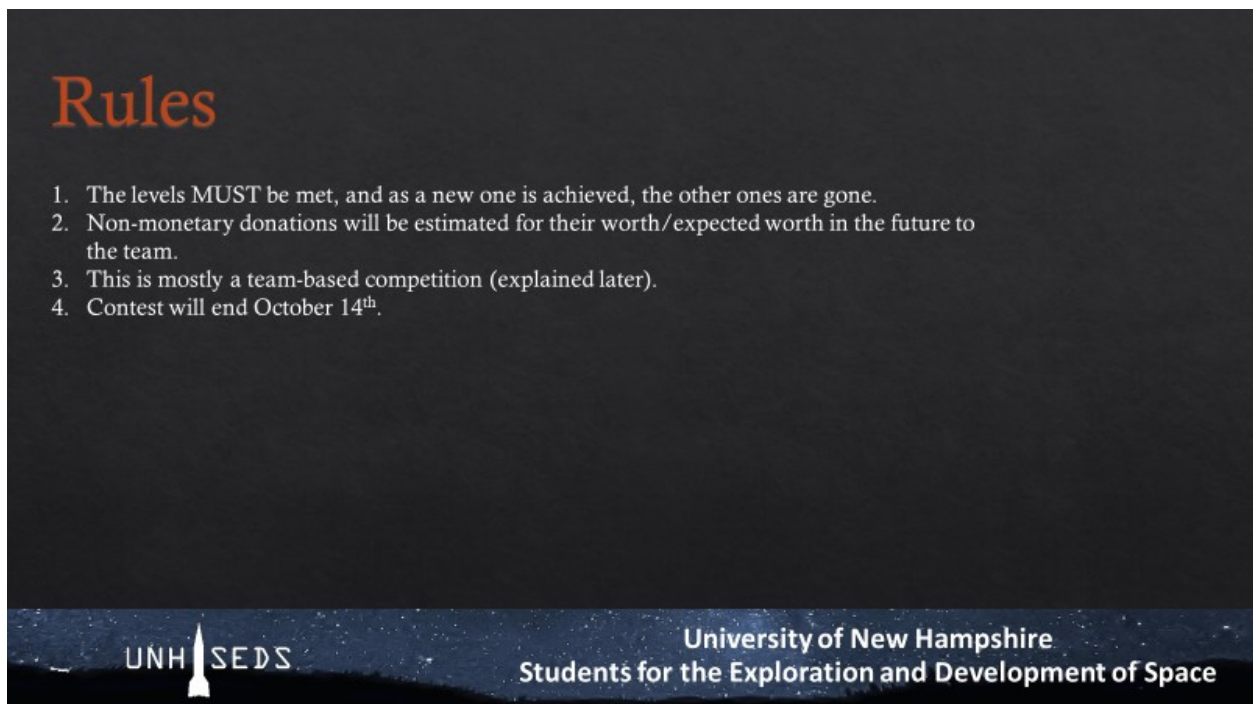 Rules
1. The levels MUST be met, and as a new one is achieved, the other ones are gone.
2. Non-monetary donations will be estimated for their worth/expected worth in the future to
the team.
3. This is mostly a team-based competition (explained later).
4. Contest will end October 14th.
UNH SEDS
University of New Hampshire
Students for the Exploration and Development of Space